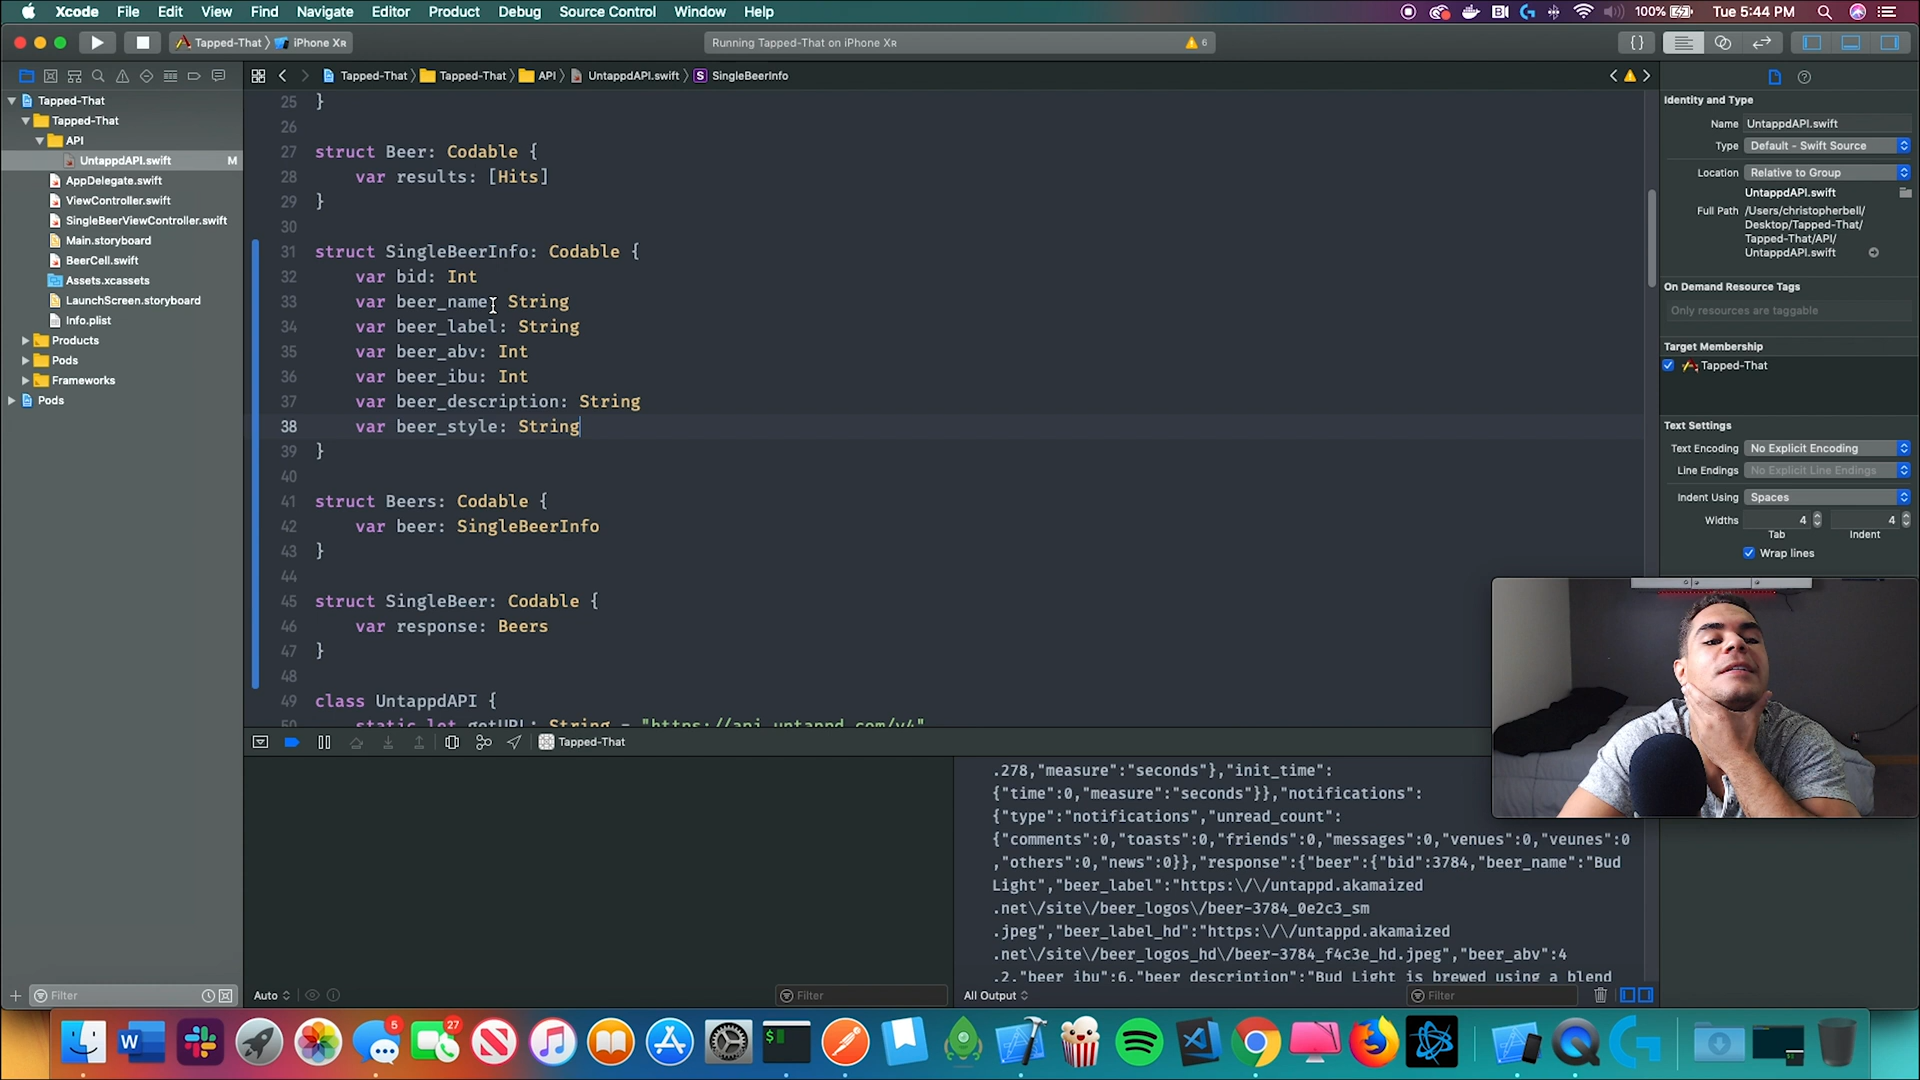 Xcode File Edit View Find Navigate Editor Product Debug Source Control Window Help
100% Tue 5:44 PM
Tapped-That iPhone XR
Running Tapped-That on iPhone XR
6
Tapped-That Tapped-That API UntappdAPI.swift S SingleBeerInfo
Tapped-That
Tapped-That
API
UntappdAPI.swift M
AppDelegate.swift
ViewController.swift
SingleBeerViewController.swift
Main.storyboard
BeerCell.swift
Assets.xcassets
LaunchScreen.storyboard
Info.plist
Products
Pods
Frameworks
Pods
Filter
25 }
26
27 struct Beer: Codable {
28 var results: [Hits]
29 }
30
31 struct SingleBeerInfo: Codable {
32 var bid: Int
33 var beer_name: String
34 var beer_label: String
35 var beer_abv: Int
36 var beer_ibu: Int
37 var beer_description: String
38 var beer_style: String
39 }
40
41 struct Beers: Codable {
42 var beer: SingleBeerInfo
43 }
44
45 struct SingleBeer: Codable {
46 var response: Beers
47 }
48
49 class UntappdAPI {
50 static let getURL: String = "https://api.untappd.com/v4"
Tapped-That
.278,"measure":"seconds"},"init_time":
{"time":0,"measure":"seconds"}},"notifications":
{"type":"notifications","unread_count":
{"comments":0,"toasts":0,"friends":0,"messages":0,"venues":0,"veunes":0
,"others":0,"news":0}},"response":{"beer":{"bid":3784,"beer_name":"Bud
Light","beer_label":"https:\/\/untappd.akamaized
.net\/site\/beer_logos\/beer-3784_0e2c3_sm
.jpeg","beer_label_hd":"https:\/\/untappd.akamaized
.net\/site\/beer_logos_hd\/beer-3784_f4c3e_hd.jpeg","beer_abv":4
.2,"beer_ibu":6,"beer_description":"Bud Light is brewed using a blend
Auto
Filter
All Output
Filter
Identity and Type
Name UntappdAPI.swift
Type Default - Swift Source
Location Relative to Group
UntappdAPI.swift
Full Path /Users/christopherbell/
Desktop/Tapped-That/
Tapped-That/API/
UntappdAPI.swift
On Demand Resource Tags
Only resources are taggable
Target Membership
Tapped-That
Text Settings
Text Encoding No Explicit Encoding
Line Endings No Explicit Line Endings
Indent Using Spaces
Widths 4 4
Tab Indent
Wrap lines
W
5
27
$